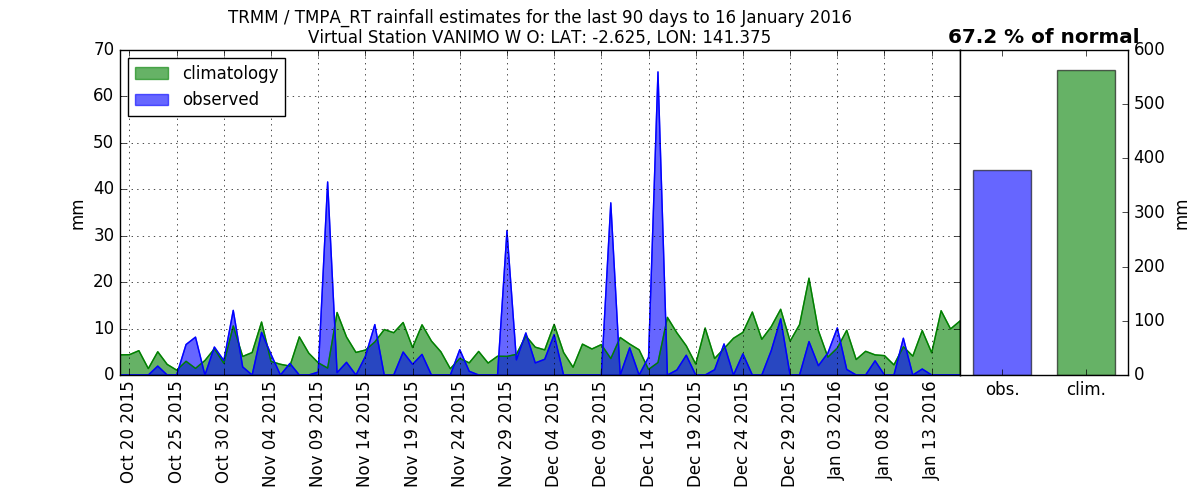 TRMM / TMPA_RT rainfall estimates for the last 90 days to 16 January 2016
Virtual Station VANIMO W O: LAT: -2.625, LON: 141.375
67.2 % of normal
climatology
observed
mm
70
60
50
40
30
20
10
0
Oct 20 2015
Oct 25 2015
Oct 30 2015
Nov 04 2015
Nov 09 2015
Nov 14 2015
Nov 19 2015
Nov 24 2015
Nov 29 2015
Dec 04 2015
Dec 09 2015
Dec 14 2015
Dec 19 2015
Dec 24 2015
Dec 29 2015
Jan 03 2016
Jan 08 2016
Jan 13 2016
600
500
400
300
200
100
0
mm
obs.
clim.